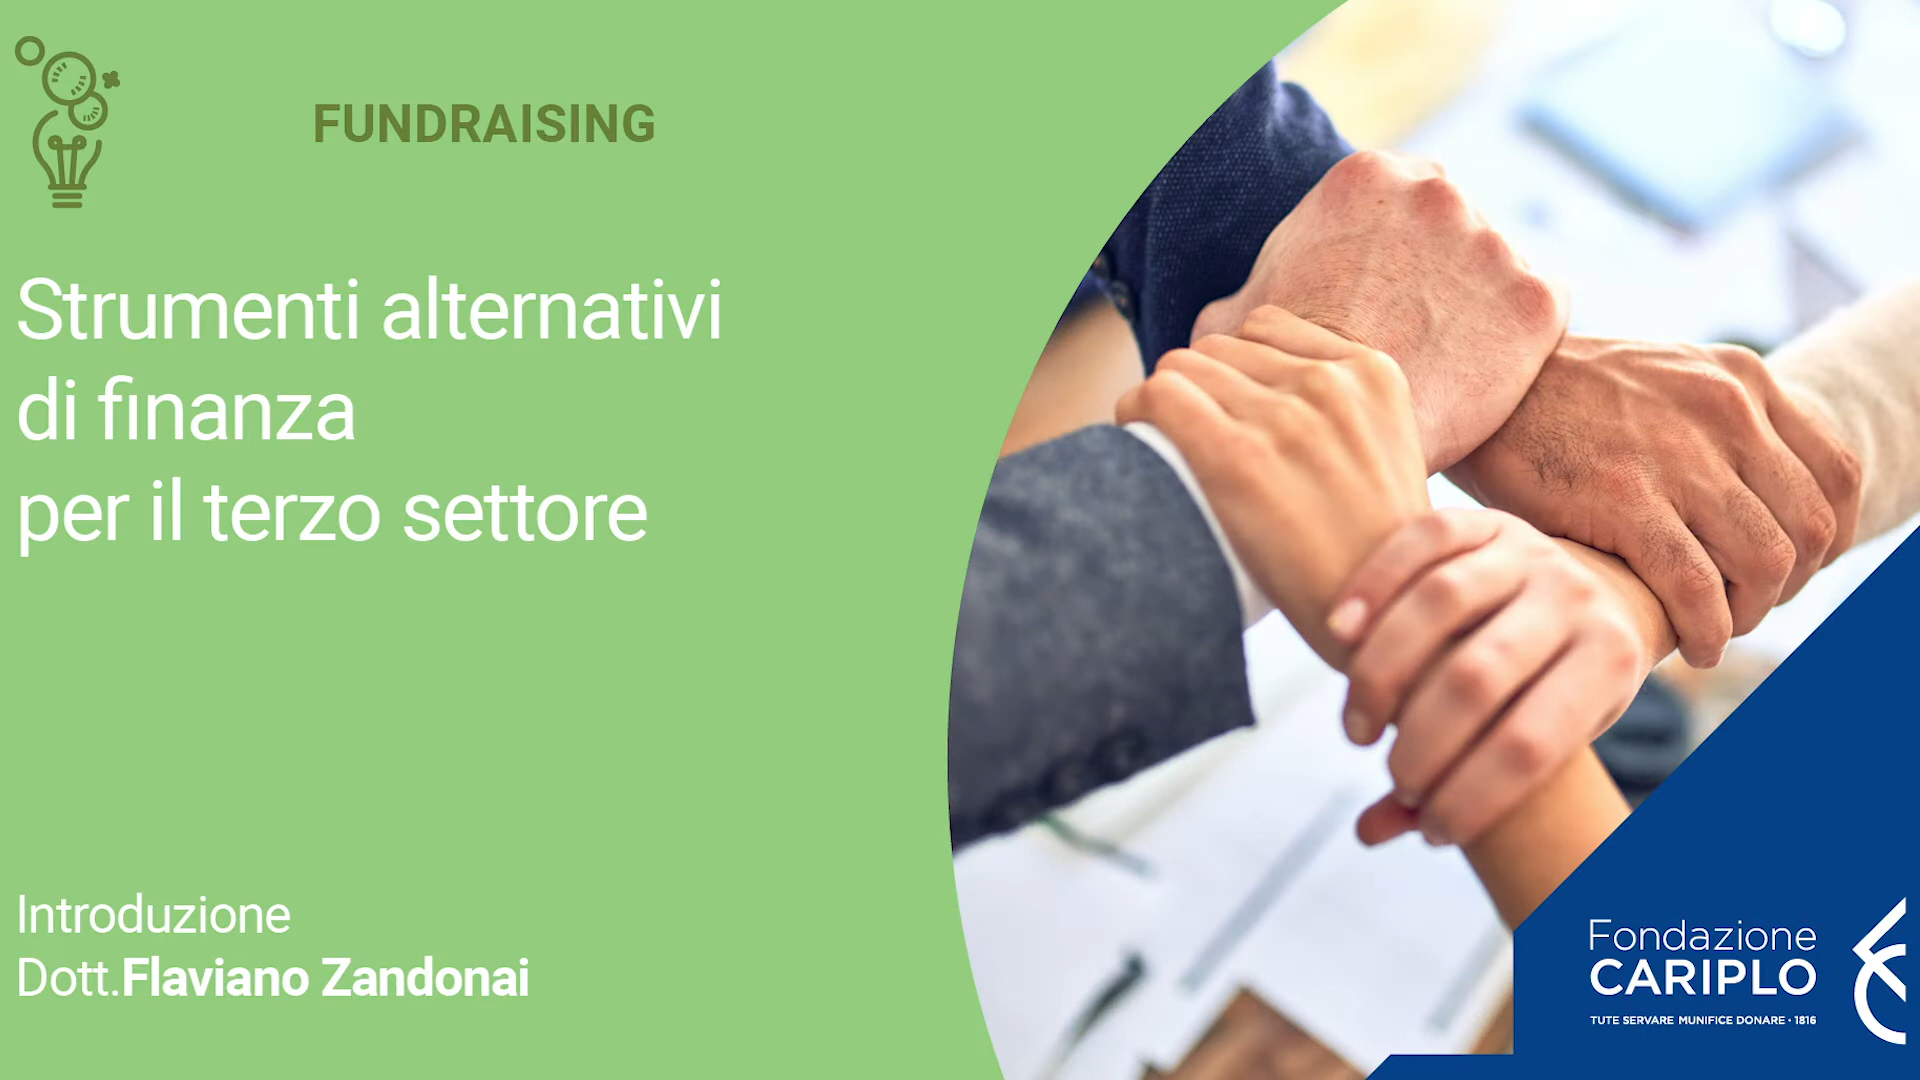 FUNDRAISING
Strumenti alternativi
di finanza
per il terzo settore
Introduzione
Dott.Flaviano Zandonai
Fondazione
CARIPLO
TUTE SERVARE MUNIFICE DONARE • 1816